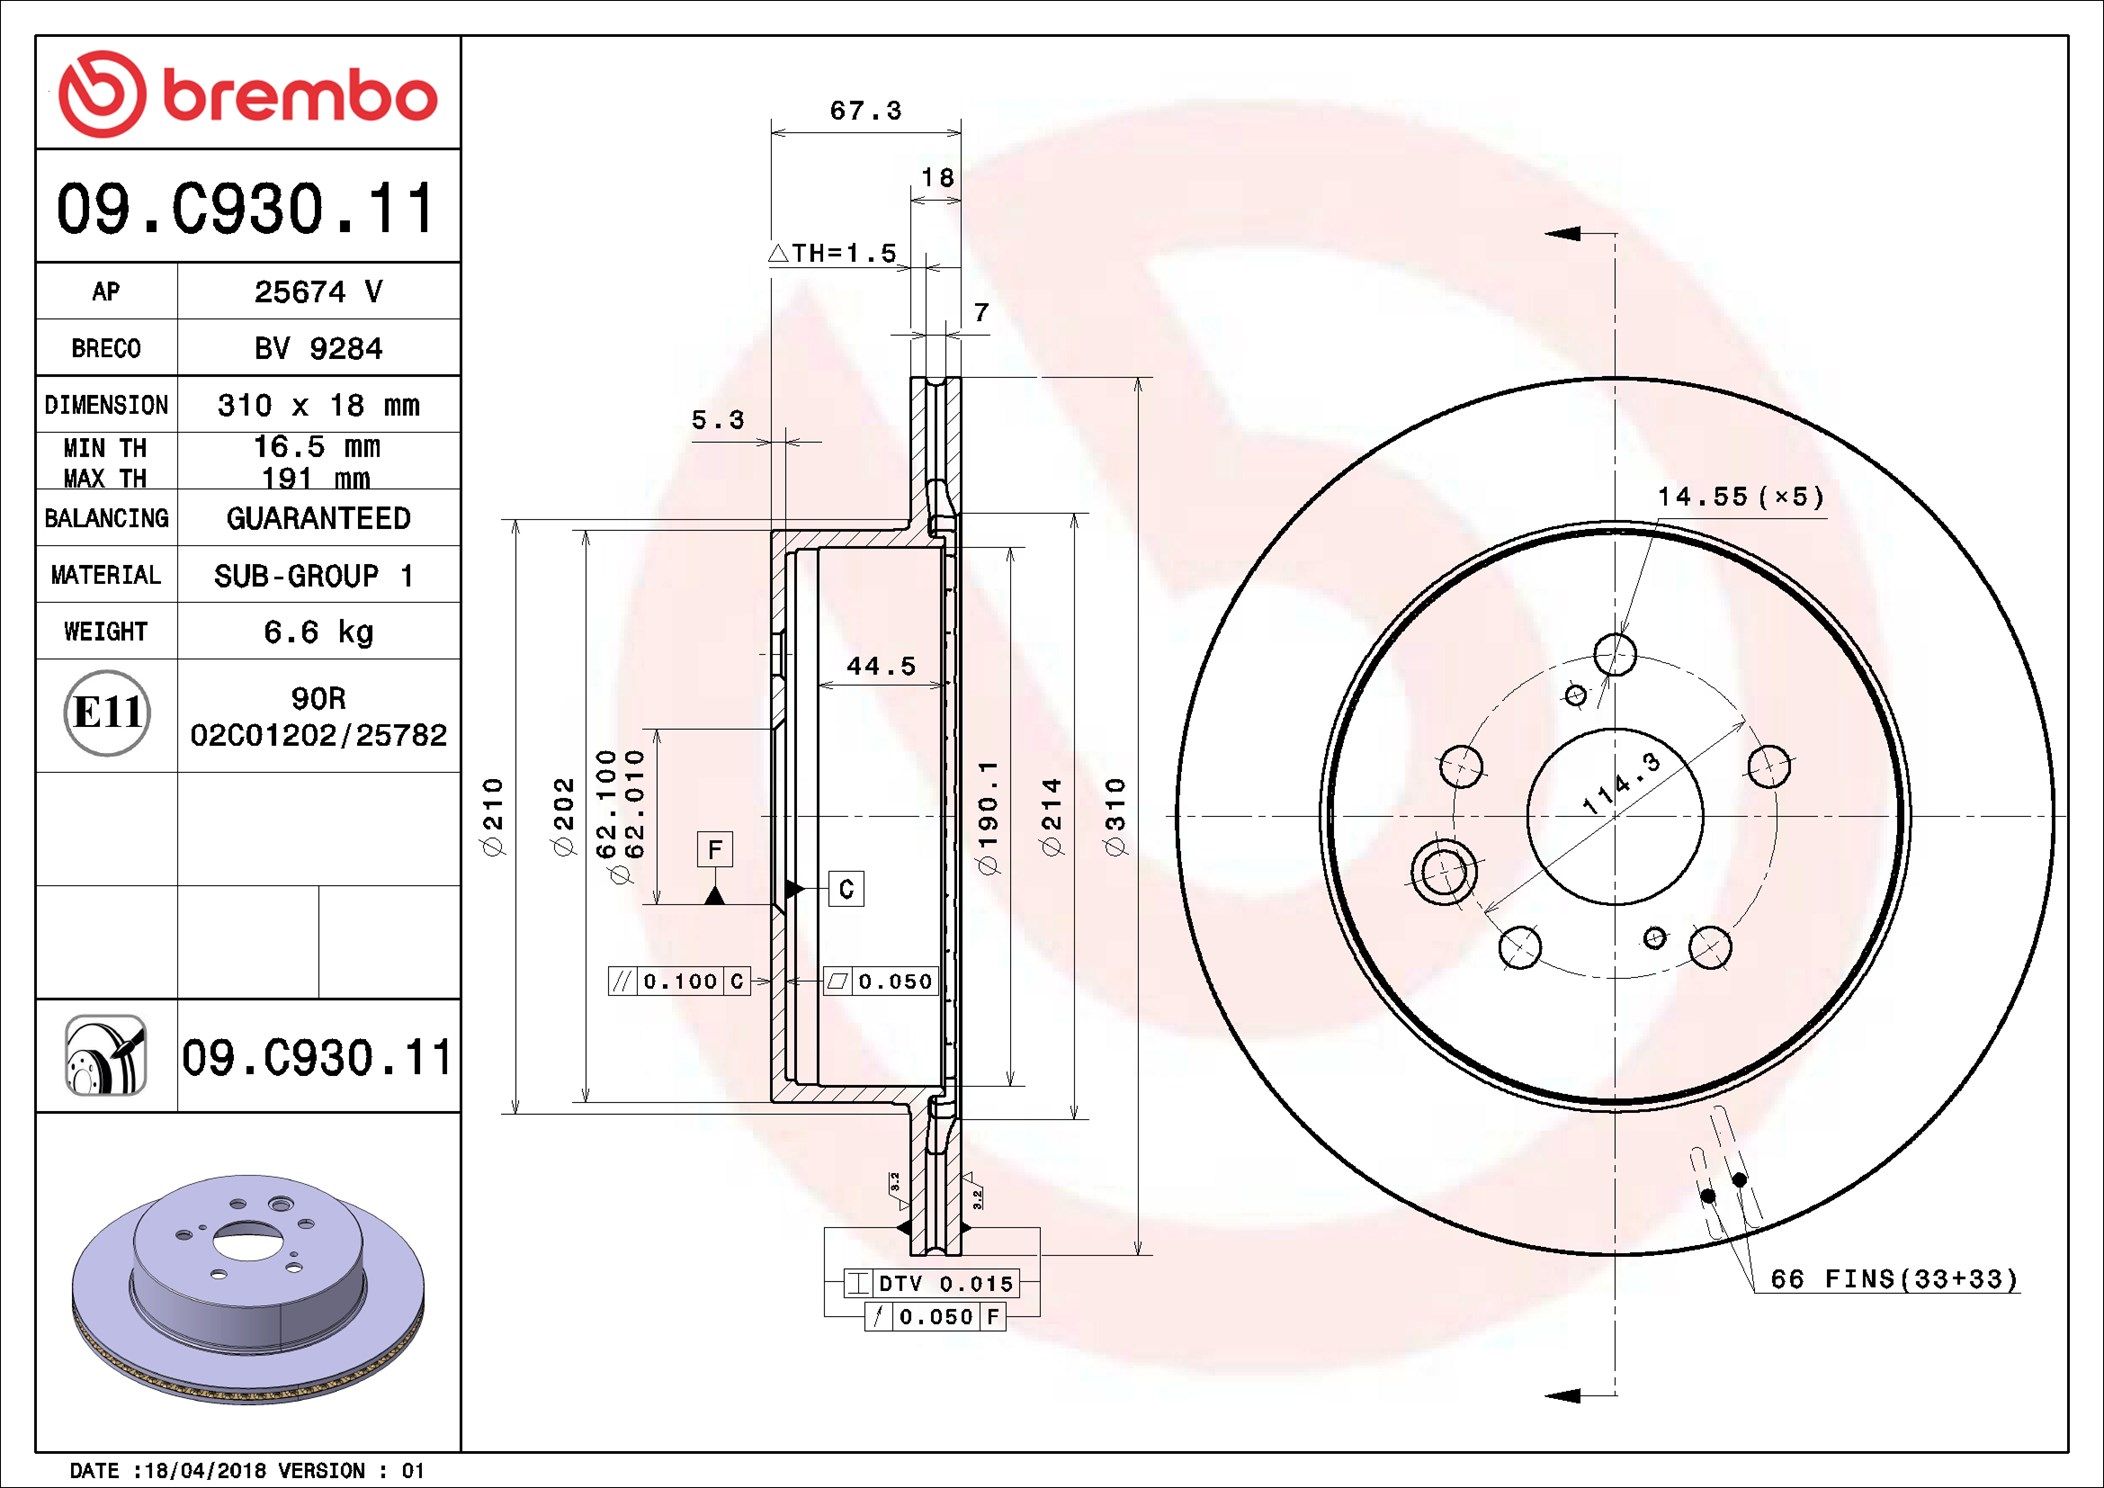 brembo
09.C930.11
AP 25674 V
BRECO BV 9284
DIMENSION 310 x 18 mm
MIN TH 16.5 mm
MAX TH 191 mm
BALANCING GUARANTEED
MATERIAL SUB-GROUP 1
WEIGHT 6.6 kg
E11 90R
02C01202/25782
09.C930.11
DATE :18/04/2018 VERSION : 01
67.3
18
△TH=1.5
7
5.3
44.5
⌀210
⌀202
⌀ 62.100
62.010
⌀190.1
⌀214
⌀310
F
C
// 0.100 C
⏥ 0.050
3.2
3.2
DTV 0.015
0.050 F
14.55(×5)
114.3
66 FINS(33+33)